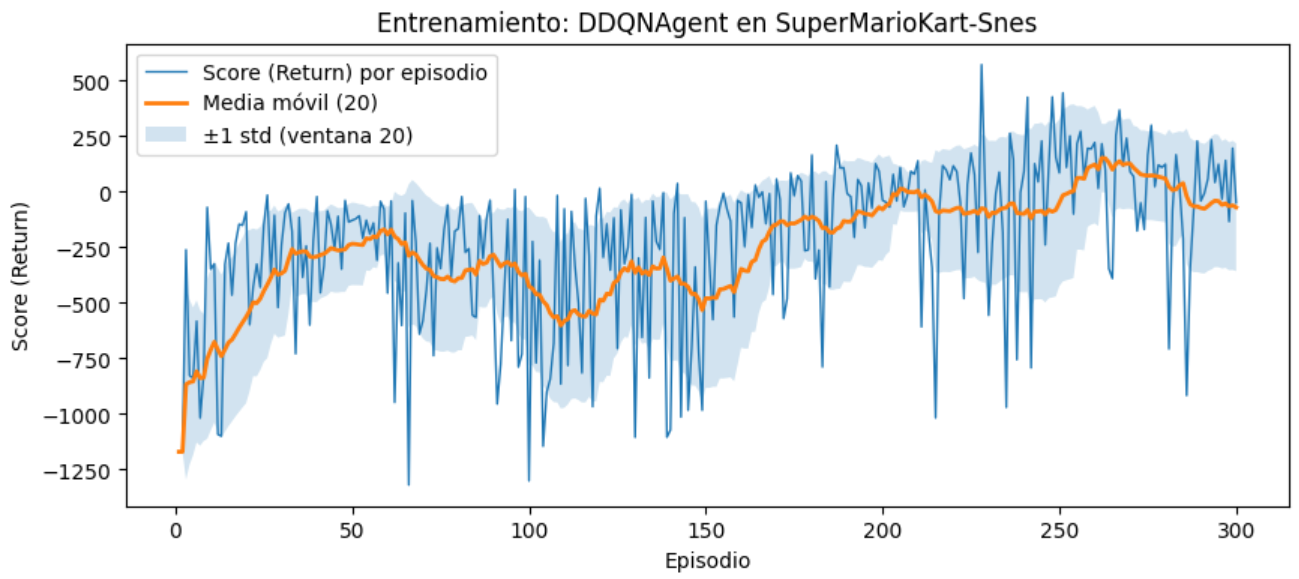 Entrenamiento: DDQNAgent en SuperMarioKart-Snes
Score (Return) por episodio
Media móvil (20)
±1 std (ventana 20)
500
250
0
−250
−500
−750
−1000
−1250
Score (Return)
0
50
100
150
200
250
300
Episodio